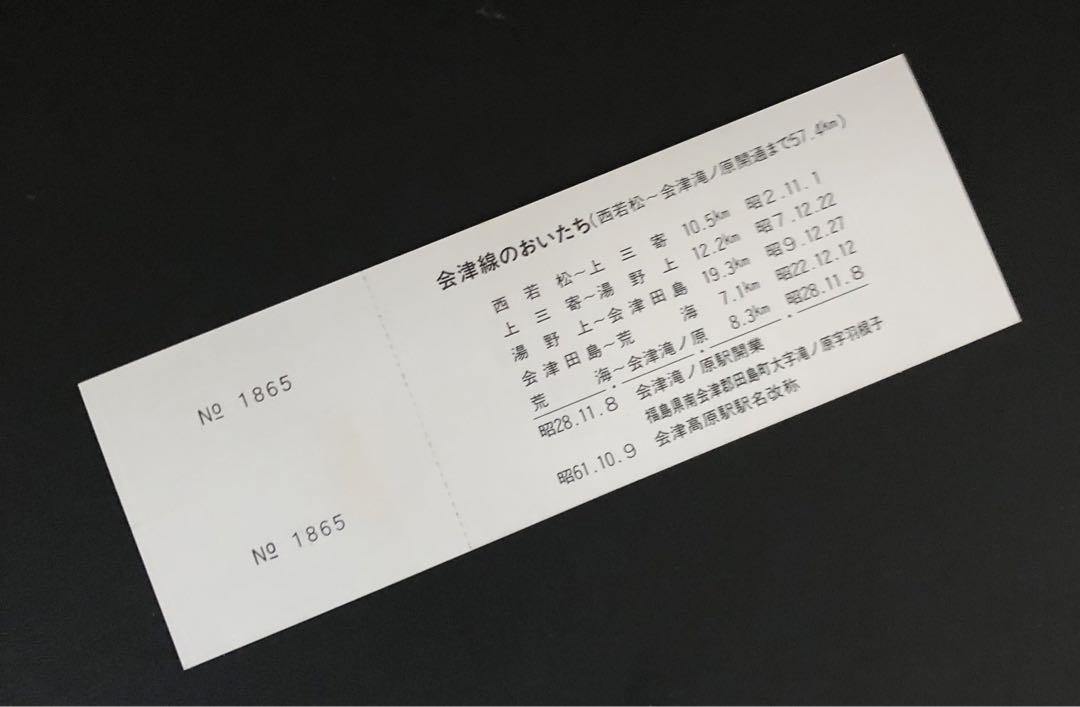 № 1865
№ 1865
会津線のおいたち(西若松～会津滝ノ原開通まで57.4km)
西若松～上三寄 10.5km 昭2.11.1
上三寄～湯野上 12.2km 昭7.12.22
湯野上～会津田島 19.3km 昭9.12.27
会津田島～荒海 7.1km 昭22.12.12
荒海～会津滝ノ原 8.3km 昭28.11.8
昭28.11.8 会津滝ノ原駅開業
福島県南会津郡田島町大字滝ノ原字羽根子
昭61.10.9 会津高原駅駅名改称